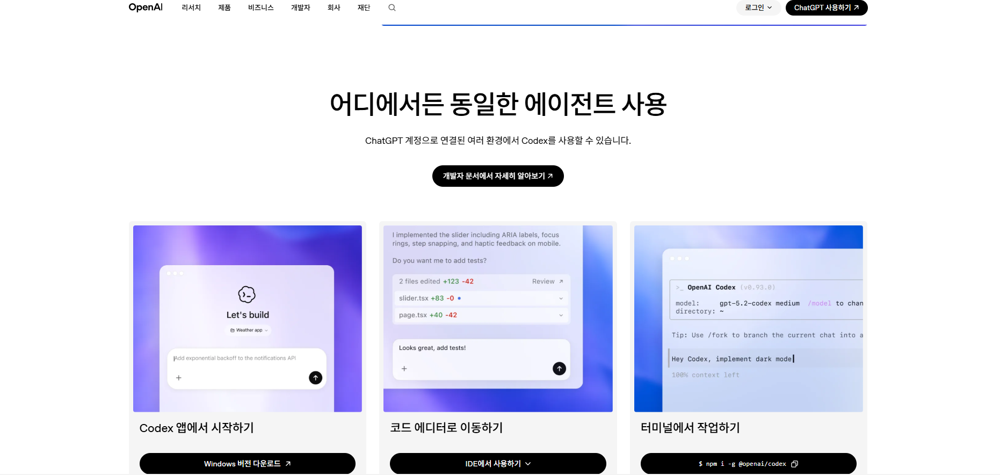 OpenAI
리서치
제품
비즈니스
개발자
회사
재단
로그인
ChatGPT 사용하기
어디에서든 동일한 에이전트 사용
ChatGPT 계정으로 연결된 여러 환경에서 Codex를 사용할 수 있습니다.
개발자 문서에서 자세히 알아보기
Let's build
Weather app
Add exponential backoff to the notifications API
Codex 앱에서 시작하기
Windows 버전 다운로드
I implemented the slider including ARIA labels, focus
rings, step snapping, and haptic feedback on mobile.
Do you want me to add tests?
2 files edited +123 -42
Review
slider.tsx +83 -0
page.tsx +40 -42
Looks great, add tests!
코드 에디터로 이동하기
IDE에서 사용하기
>_ OpenAI Codex (v0.93.0)
model: gpt-5.2-codex medium /model to chan
directory: ~
Tip: Use /fork to branch the current chat into a
Hey Codex, implement dark mode
100% context left
터미널에서 작업하기
$ npm i -g @openai/codex